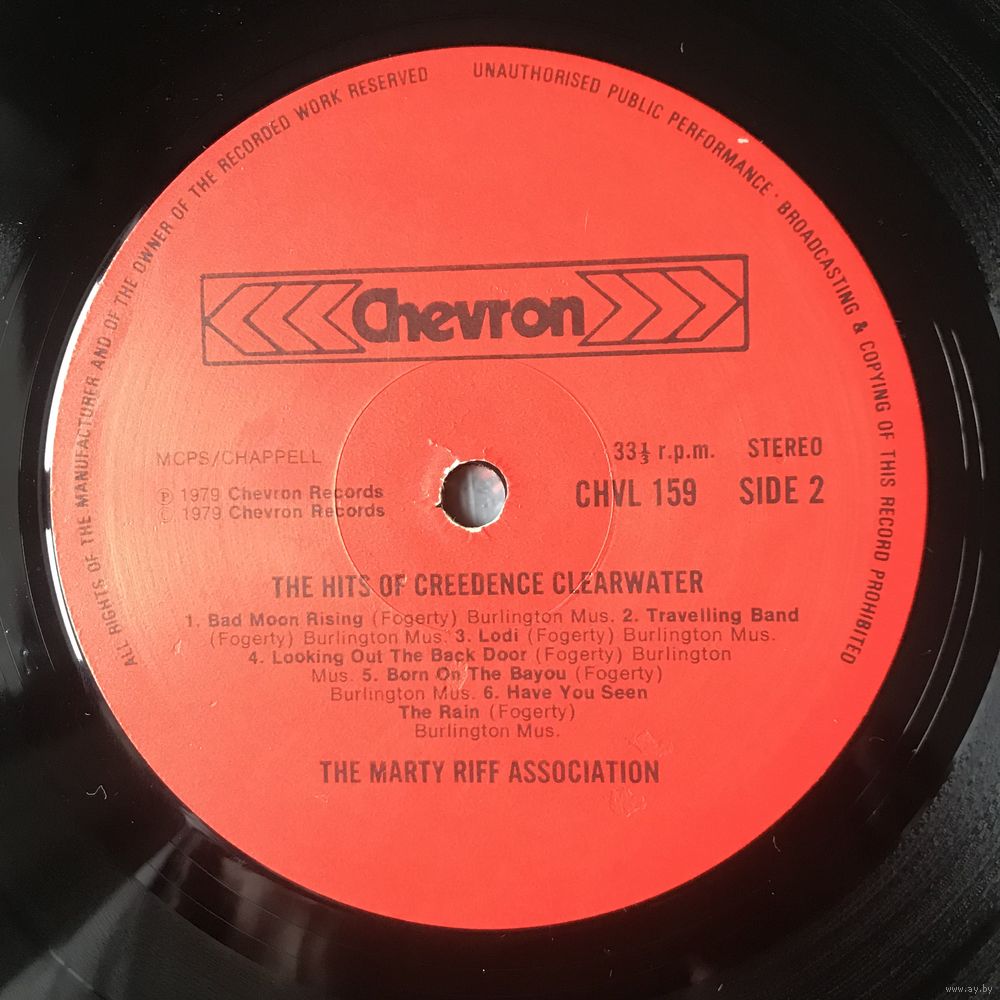 ALL RIGHTS OF THE MANUFACTURER AND OF THE OWNER OF THE RECORDED WORK RESERVED
UNAUTHORISED PUBLIC PERFORMANCE · BROADCASTING & COPYING OF THIS RECORD PROHIBITED
Chevron
MCPS/CHAPPELL
33⅓ r.p.m. STEREO
℗ 1979 Chevron Records
© 1979 Chevron Records
CHVL 159 SIDE 2
THE HITS OF CREEDENCE CLEARWATER
1. Bad Moon Rising (Fogerty) Burlington Mus. 2. Travelling Band
(Fogerty) Burlington Mus. 3. Lodi (Fogerty) Burlington Mus.
4. Looking Out The Back Door (Fogerty) Burlington
Mus. 5. Born On The Bayou (Fogerty)
Burlington Mus. 6. Have You Seen
The Rain (Fogerty)
Burlington Mus.
THE MARTY RIFF ASSOCIATION
www.ay.by